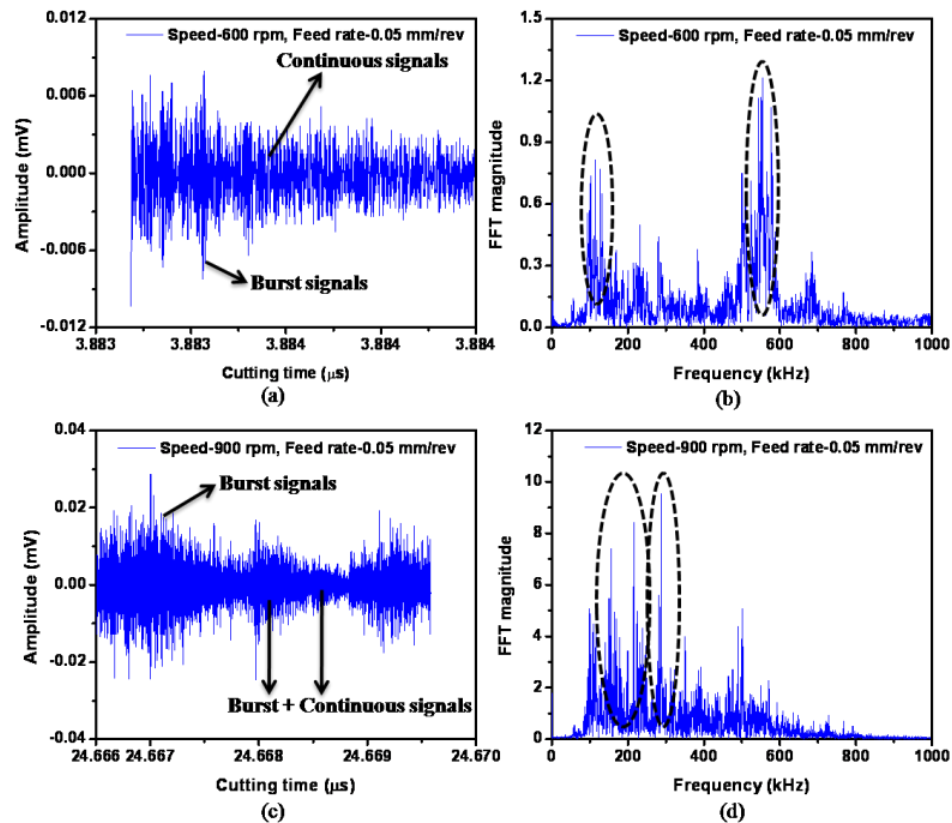 Speed-600 rpm, Feed rate-0.05 mm/rev
Continuous signals
Burst signals
Amplitude (mV)
0.012
0.006
0.000
-0.006
-0.012
3.883
3.883
3.884
3.884
3.884
Cutting time (μs)
(a)
Speed-600 rpm, Feed rate-0.05 mm/rev
FFT magnitude
1.5
1.2
0.9
0.6
0.3
0.0
0
200
400
600
800
1000
Frequency (kHz)
(b)
Speed-900 rpm, Feed rate-0.05 mm/rev
Burst signals
Burst + Continuous signals
Amplitude (mV)
0.04
0.02
0.00
-0.02
-0.04
24.666
24.667
24.668
24.669
24.670
Cutting time (μs)
(c)
Speed-900 rpm, Feed rate-0.05 mm/rev
FFT magnitude
12
10
8
6
4
2
0
0
200
400
600
800
1000
Frequency (kHz)
(d)